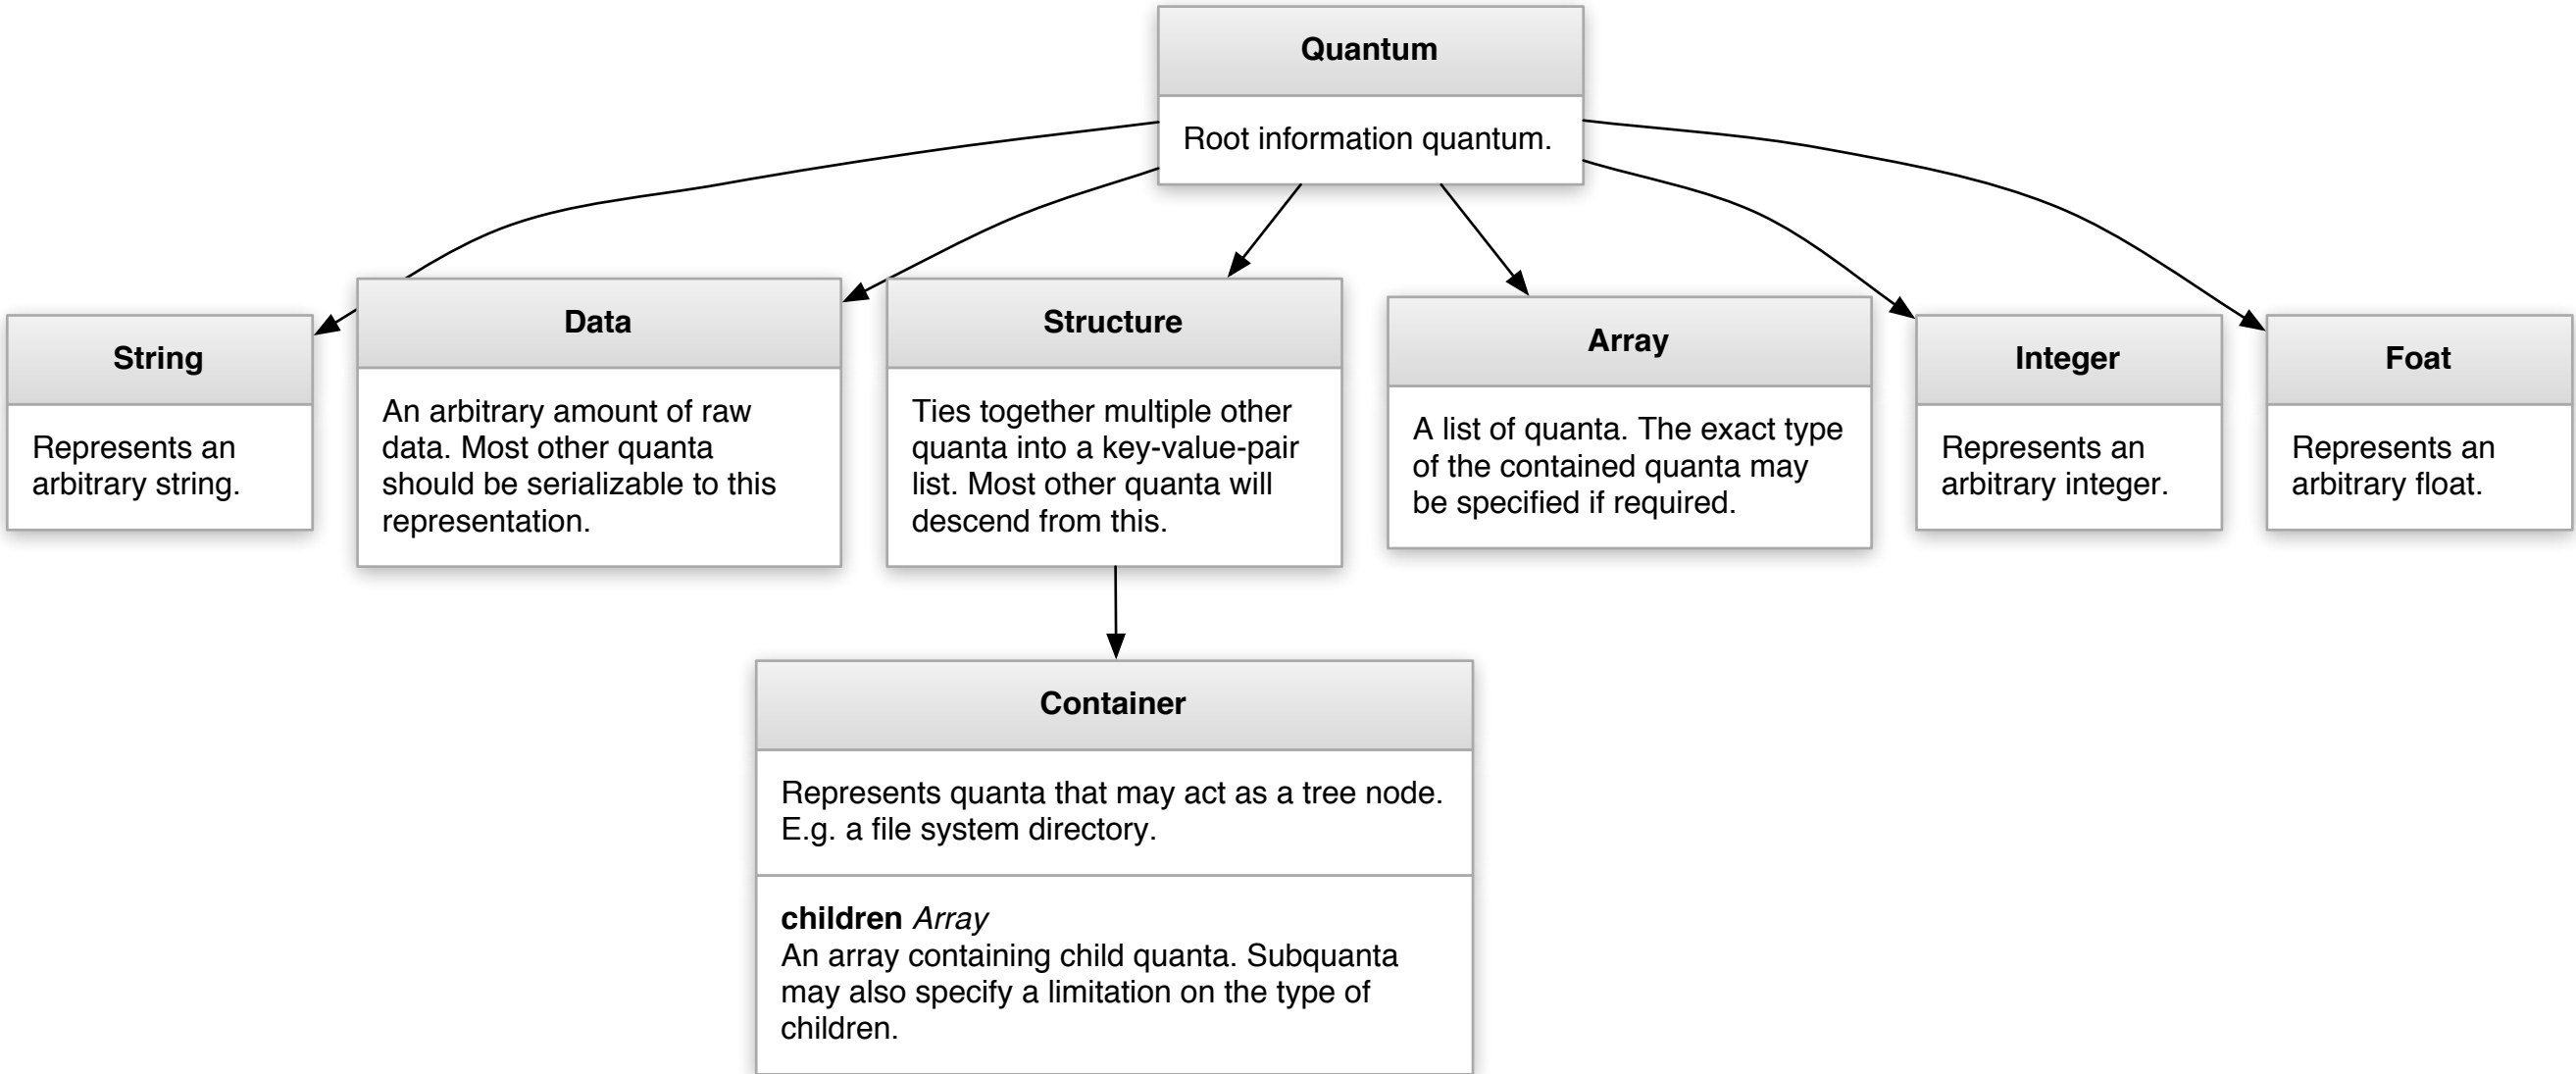 Quantum
Root information quantum.
String
Represents an
arbitrary string.
Data
An arbitrary amount of raw
data. Most other quanta
should be serializable to this
representation.
Structure
Ties together multiple other
quanta into a key-value-pair
list. Most other quanta will
descend from this.
Array
A list of quanta. The exact type
of the contained quanta may
be specified if required.
Integer
Represents an
arbitrary integer.
Foat
Represents an
arbitrary float.
Container
Represents quanta that may act as a tree node.
E.g. a file system directory.
children Array
An array containing child quanta. Subquanta
may also specify a limitation on the type of
children.